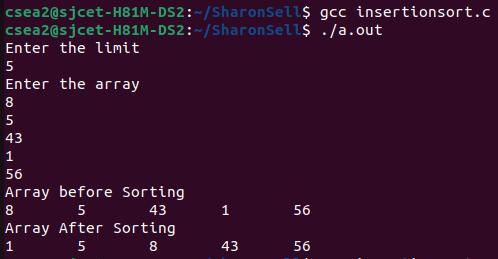 csea2@sjcet-H81M-DS2:~/SharonSell$ gcc insertionsort.c
csea2@sjcet-H81M-DS2:~/SharonSell$ ./a.out
Enter the limit
5
Enter the array
8
5
43
1
56
Array before Sorting
8	5	43	1	56
Array After Sorting
1	5	8	43	56